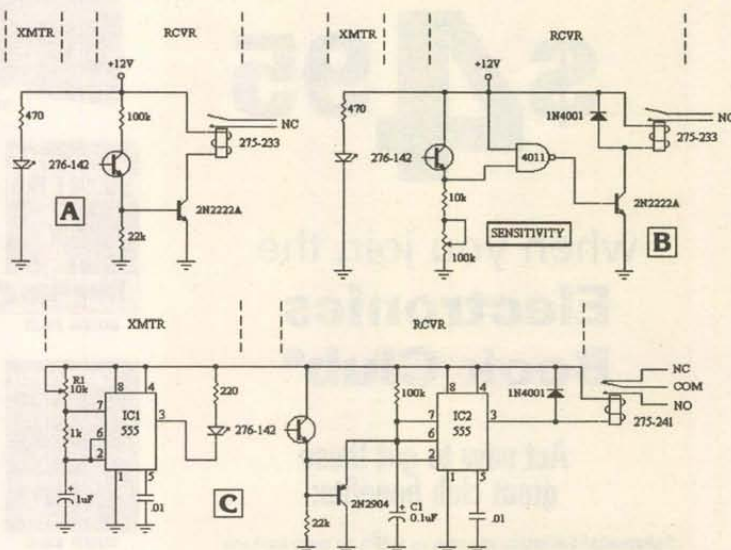 XMTR
RCVR
+12V
470
100k
NC
275-233
276-142
A
2N2222A
22k
XMTR
RCVR
+12V
470
1N4001
275-233
276-142
4011
10k
2N2222A
SENSITIVITY
100k
B
when you join the
Electronics
Book Club
XMTR
RCVR
R1
10k
8
4
220
7
IC1
555
3
276-142
1k
6
2
1
5
1uF
.01
C
100k
8
4
1N4001
NC
COM
NO
275-241
7
IC2
555
3
6
2
2N2904
1
5
22k
C1
0.1uF
.01